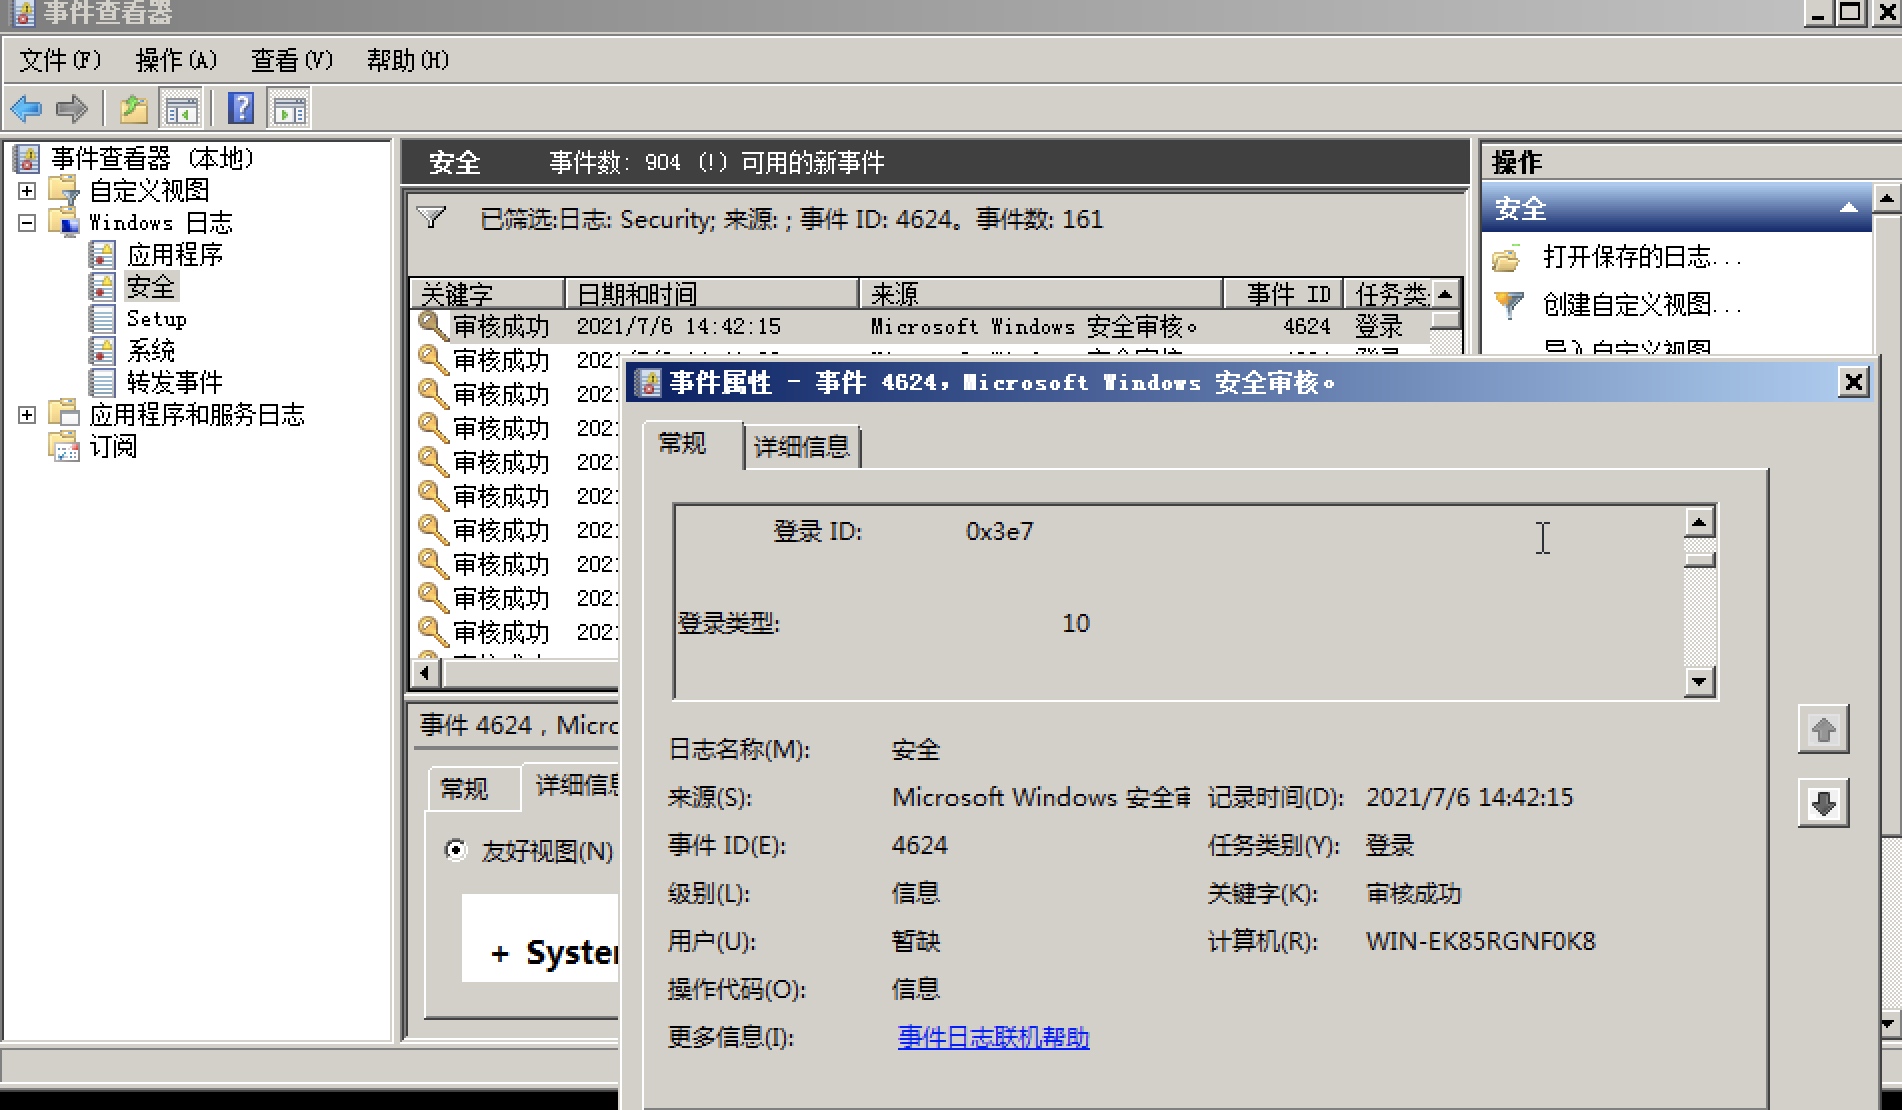 事件查看器
文件(F) 操作(A) 查看(V) 帮助(H)
事件查看器 (本地)
自定义视图
Windows 日志
应用程序
安全
Setup
系统
转发事件
应用程序和服务日志
订阅
安全 事件数: 904 (!) 可用的新事件
已筛选:日志: Security; 来源: ; 事件 ID: 4624。事件数: 161
关键字 日期和时间 来源 事件 ID 任务类
审核成功 2021/7/6 14:42:15 Microsoft Windows 安全审核。 4624 登录
审核成功 202
审核成功 202
审核成功 202
审核成功 202
审核成功 202
审核成功 202
审核成功 202
审核成功 202
审核成功 202
事件 4624，Micro
常规 详细信息
友好视图(N)
+ System
操作
安全
打开保存的日志...
创建自定义视图...
导入自定义视图
事件属性 - 事件 4624，Microsoft Windows 安全审核。
常规 详细信息
登录 ID: 0x3e7
登录类型: 10
日志名称(M): 安全
来源(S): Microsoft Windows 安全审 记录时间(D): 2021/7/6 14:42:15
事件 ID(E): 4624 任务类别(Y): 登录
级别(L): 信息 关键字(K): 审核成功
用户(U): 暂缺 计算机(R): WIN-EK85RGNF0K8
操作代码(O): 信息
更多信息(I): 事件日志联机帮助